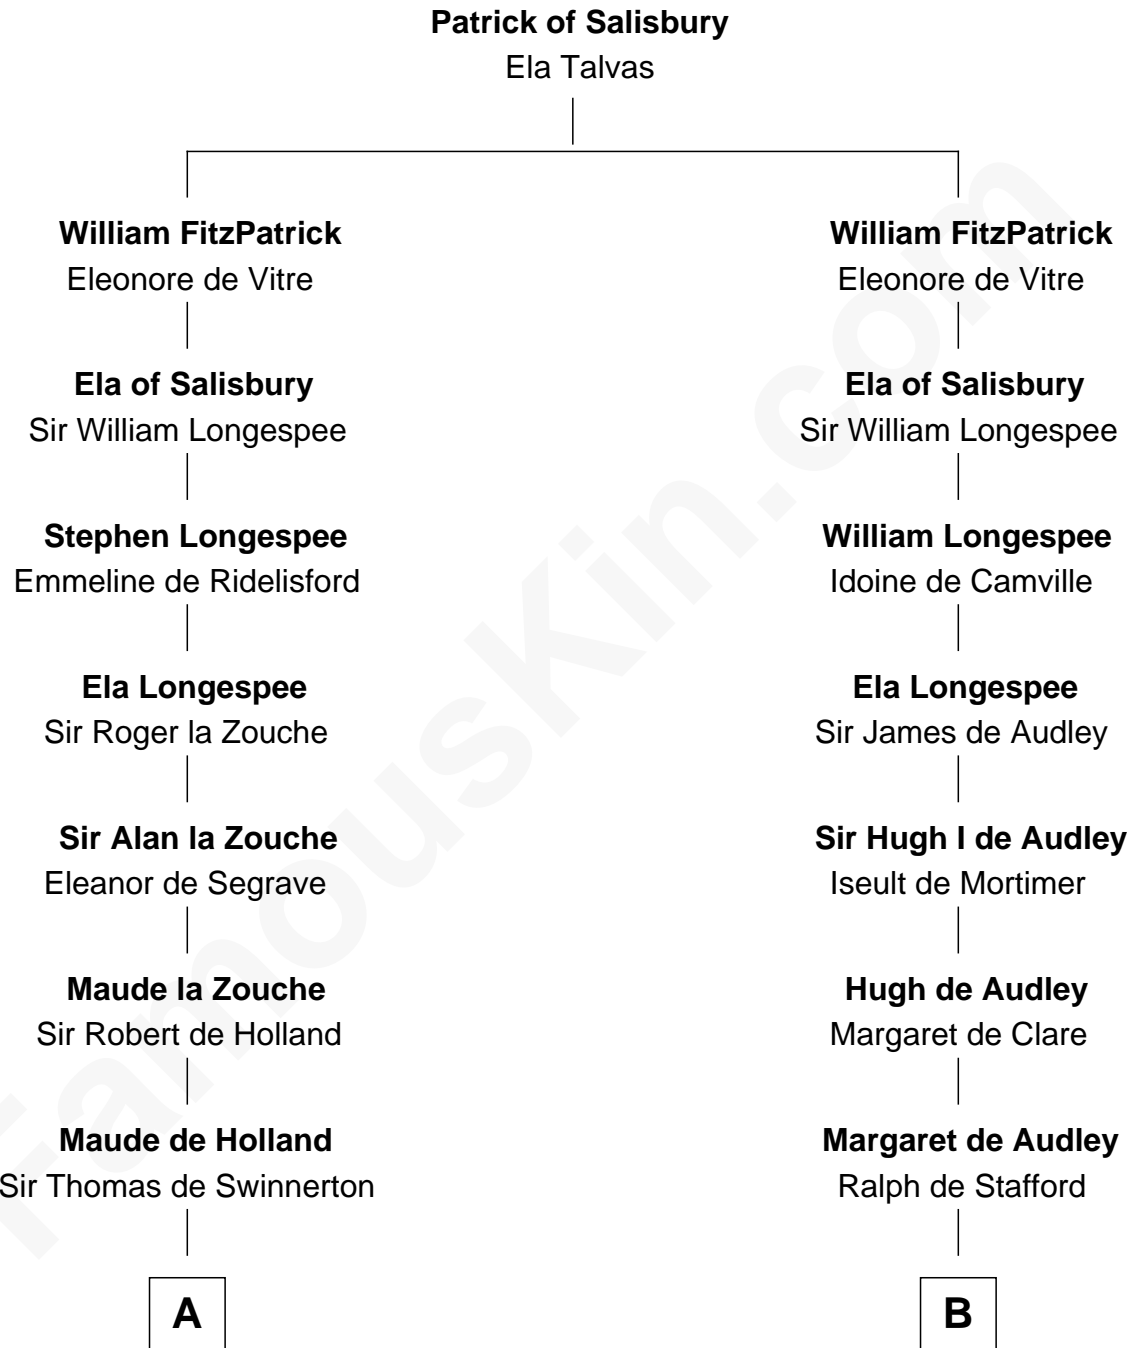 Patrick of Salisbury
Ela Talvas
William FitzPatrick
Eleonore de Vitre
Ela of Salisbury
Sir William Longespee
Stephen Longespee
Emmeline de Ridelisford
Ela Longespee
Sir Roger la Zouche
Sir Alan la Zouche
Eleanor de Segrave
Maude la Zouche
Sir Robert de Holland
Maude de Holland
Sir Thomas de Swinnerton
A
William FitzPatrick
Eleonore de Vitre
Ela of Salisbury
Sir William Longespee
William Longespee
Idoine de Camville
Ela Longespee
Sir James de Audley
Sir Hugh I de Audley
Iseult de Mortimer
Hugh de Audley
Margaret de Clare
Margaret de Audley
Ralph de Stafford
B
FamousKin.com